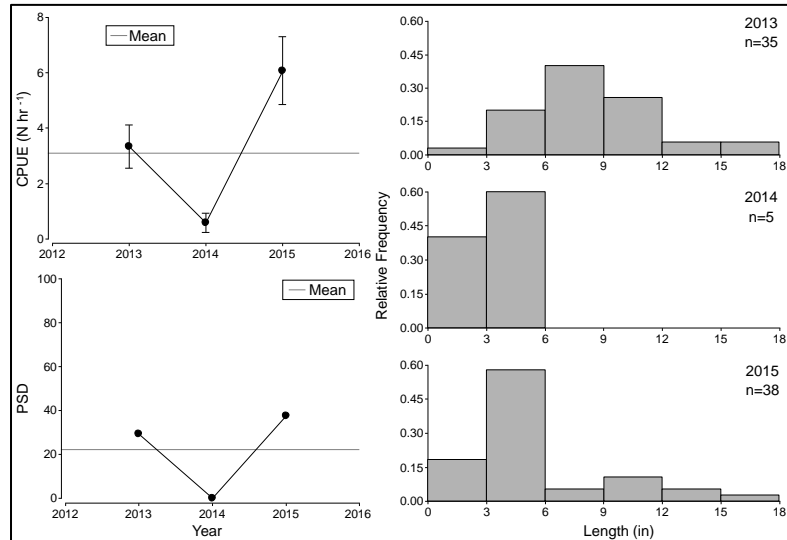 Mean
CPUE (N hr -1)
8
6
4
2
0
2012 2013 2014 2015 2016
Mean
PSD
100
80
60
40
20
0
2012 2013 2014 2015 2016
Year
Relative Frequency
2013
n=35
0.60
0.45
0.30
0.15
0.00
0 3 6 9 12 15 18
2014
n=5
0.60
0.45
0.30
0.15
0.00
0 3 6 9 12 15 18
2015
n=38
0.60
0.45
0.30
0.15
0.00
0 3 6 9 12 15 18
Length (in)